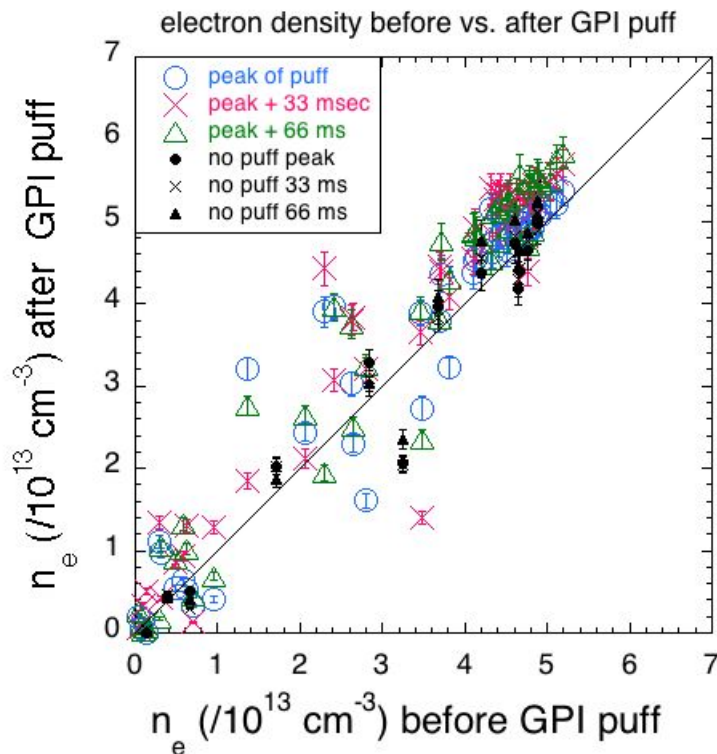 electron density before vs. after GPI puff
7
6
5
4
3
2
1
0
n_e (/10^13 cm^-3) after GPI puff
peak of puff
peak + 33 msec
peak + 66 ms
no puff peak
no puff 33 ms
no puff 66 ms
0 1 2 3 4 5 6 7
n_e (/10^13 cm^-3) before GPI puff